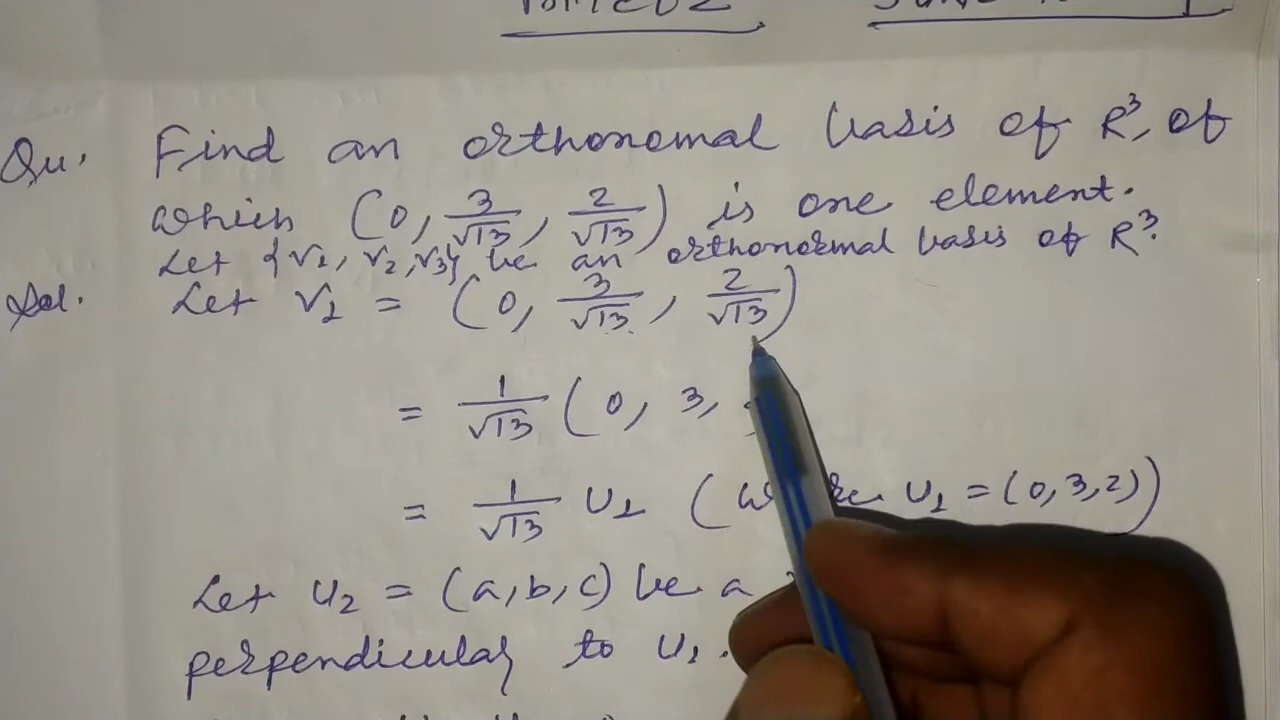 Qu. Find an orthonormal basis of R³, of
which (0, 3/√13, 2/√13) is one element.
Let {v₁, v₂, v₃} be an orthonormal basis of R³.
Sol. Let v₁ = (0, 3/√13, 2/√13)
= 1/√13 (0, 3,
= 1/√13 u₁ ( u₁ = (0,3,2))
Let u₂ = (a,b,c) be a
perpendicular to u₁.